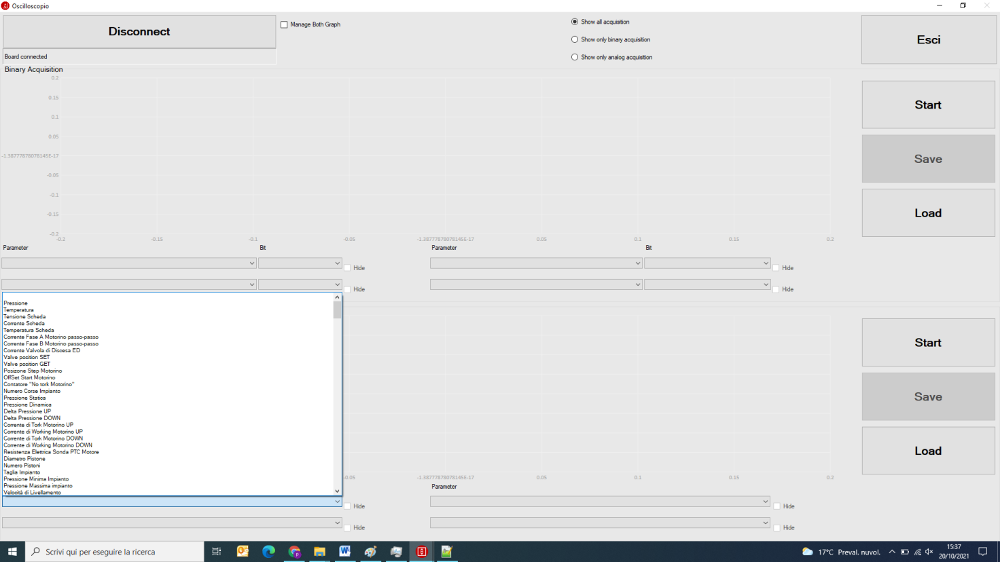 Oscilloscopio
Disconnect
Manage Both Graph
Show all acquisition
Show only binary acquisition
Show only analog acquisition
Esci
Board connected
Binary Acquisition
0.2
0.15
0.1
0.05
-1.38777878078145E-17
-0.05
-0.1
-0.15
-0.2
-0.2 -0.15 -0.1 -0.05 -1.38777878078145E-17 0.05 0.1 0.15 0.2
Start
Save
Load
Parameter Bit Parameter Bit
Hide Hide
Hide Hide
Pressione
Temperatura
Tensione Scheda
Corrente Scheda
Temperatura Scheda
Corrente Fase A Motorino passo-passo
Corrente Fase B Motorino passo-passo
Corrente Valvola di Discesa ED
Valve position SET
Valve position GET
Posizone Step Motorino
OffSet Start Motorino
Contatore "No tork Motorino"
Numero Corse Impianto
Pressione Statica
Pressione Dinamica
Delta Pressione UP
Delta Pressione DOWN
Corrente di Tork Motorino UP
Corrente di Working Motorino UP
Corrente di Tork Motorino DOWN
Corrente di Working Motorino DOWN
Resistenza Elettrica Sonda PTC Motore
Diametro Pistone
Numero Pistoni
Taglia Impianto
Pressione Minima Impianto
Pressione Massima impianto
Velocità di Livellamento
Start
Save
Load
-0.05 -1.38777878078145E-17 0.05 0.1 0.15 0.2
Parameter
Hide Hide
Hide Hide
Scrivi qui per eseguire la ricerca
17°C Preval. nuvol.
15:37
20/10/2021